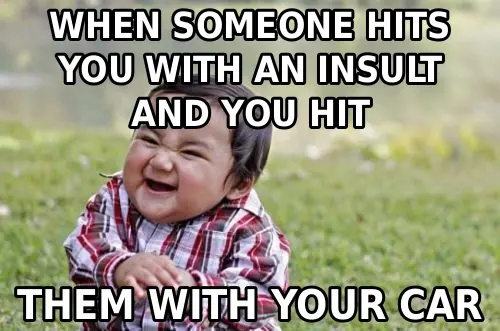 WHEN SOMEONE HITS
YOU WITH AN INSULT
AND YOU HIT
THEM WITH YOUR CAR